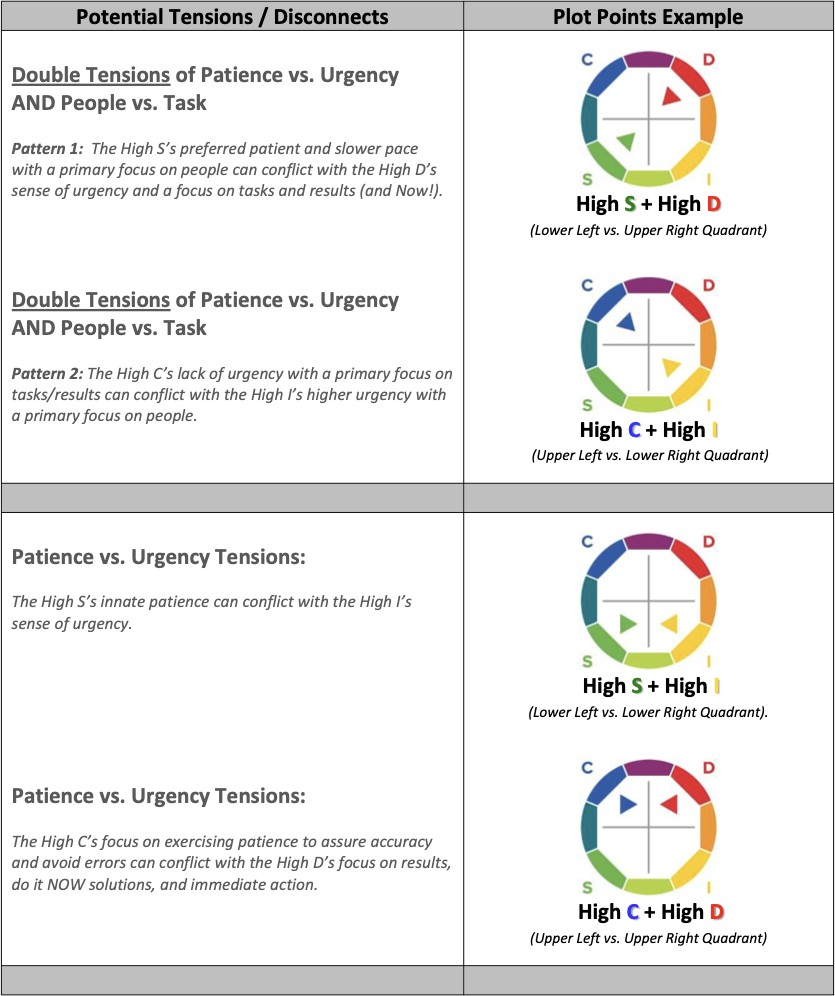 Potential Tensions / Disconnects
Plot Points Example
Double Tensions of Patience vs. Urgency
AND People vs. Task
Pattern 1:  The High S's preferred patient and slower pace
with a primary focus on people can conflict with the High D's
sense of urgency and a focus on tasks and results (and Now!).
C D
S I
High S + High D
(Lower Left vs. Upper Right Quadrant)
Double Tensions of Patience vs. Urgency
AND People vs. Task
Pattern 2: The High C's lack of urgency with a primary focus on
tasks/results can conflict with the High I's higher urgency with
a primary focus on people.
C D
S I
High C + High I
(Upper Left vs. Lower Right Quadrant)
Patience vs. Urgency Tensions:
The High S's innate patience can conflict with the High I's
sense of urgency.
C D
S I
High S + High I
(Lower Left vs. Lower Right Quadrant).
Patience vs. Urgency Tensions:
The High C's focus on exercising patience to assure accuracy
and avoid errors can conflict with the High D's focus on results,
do it NOW solutions, and immediate action.
C D
S I
High C + High D
(Upper Left vs. Upper Right Quadrant)